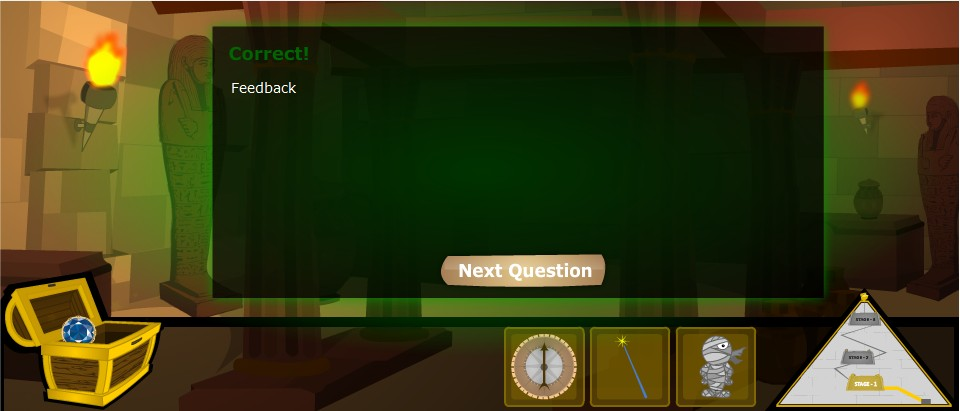 Correct!
Feedback
Next Question
STAGE - 3
STAGE - 2
STAGE - 1